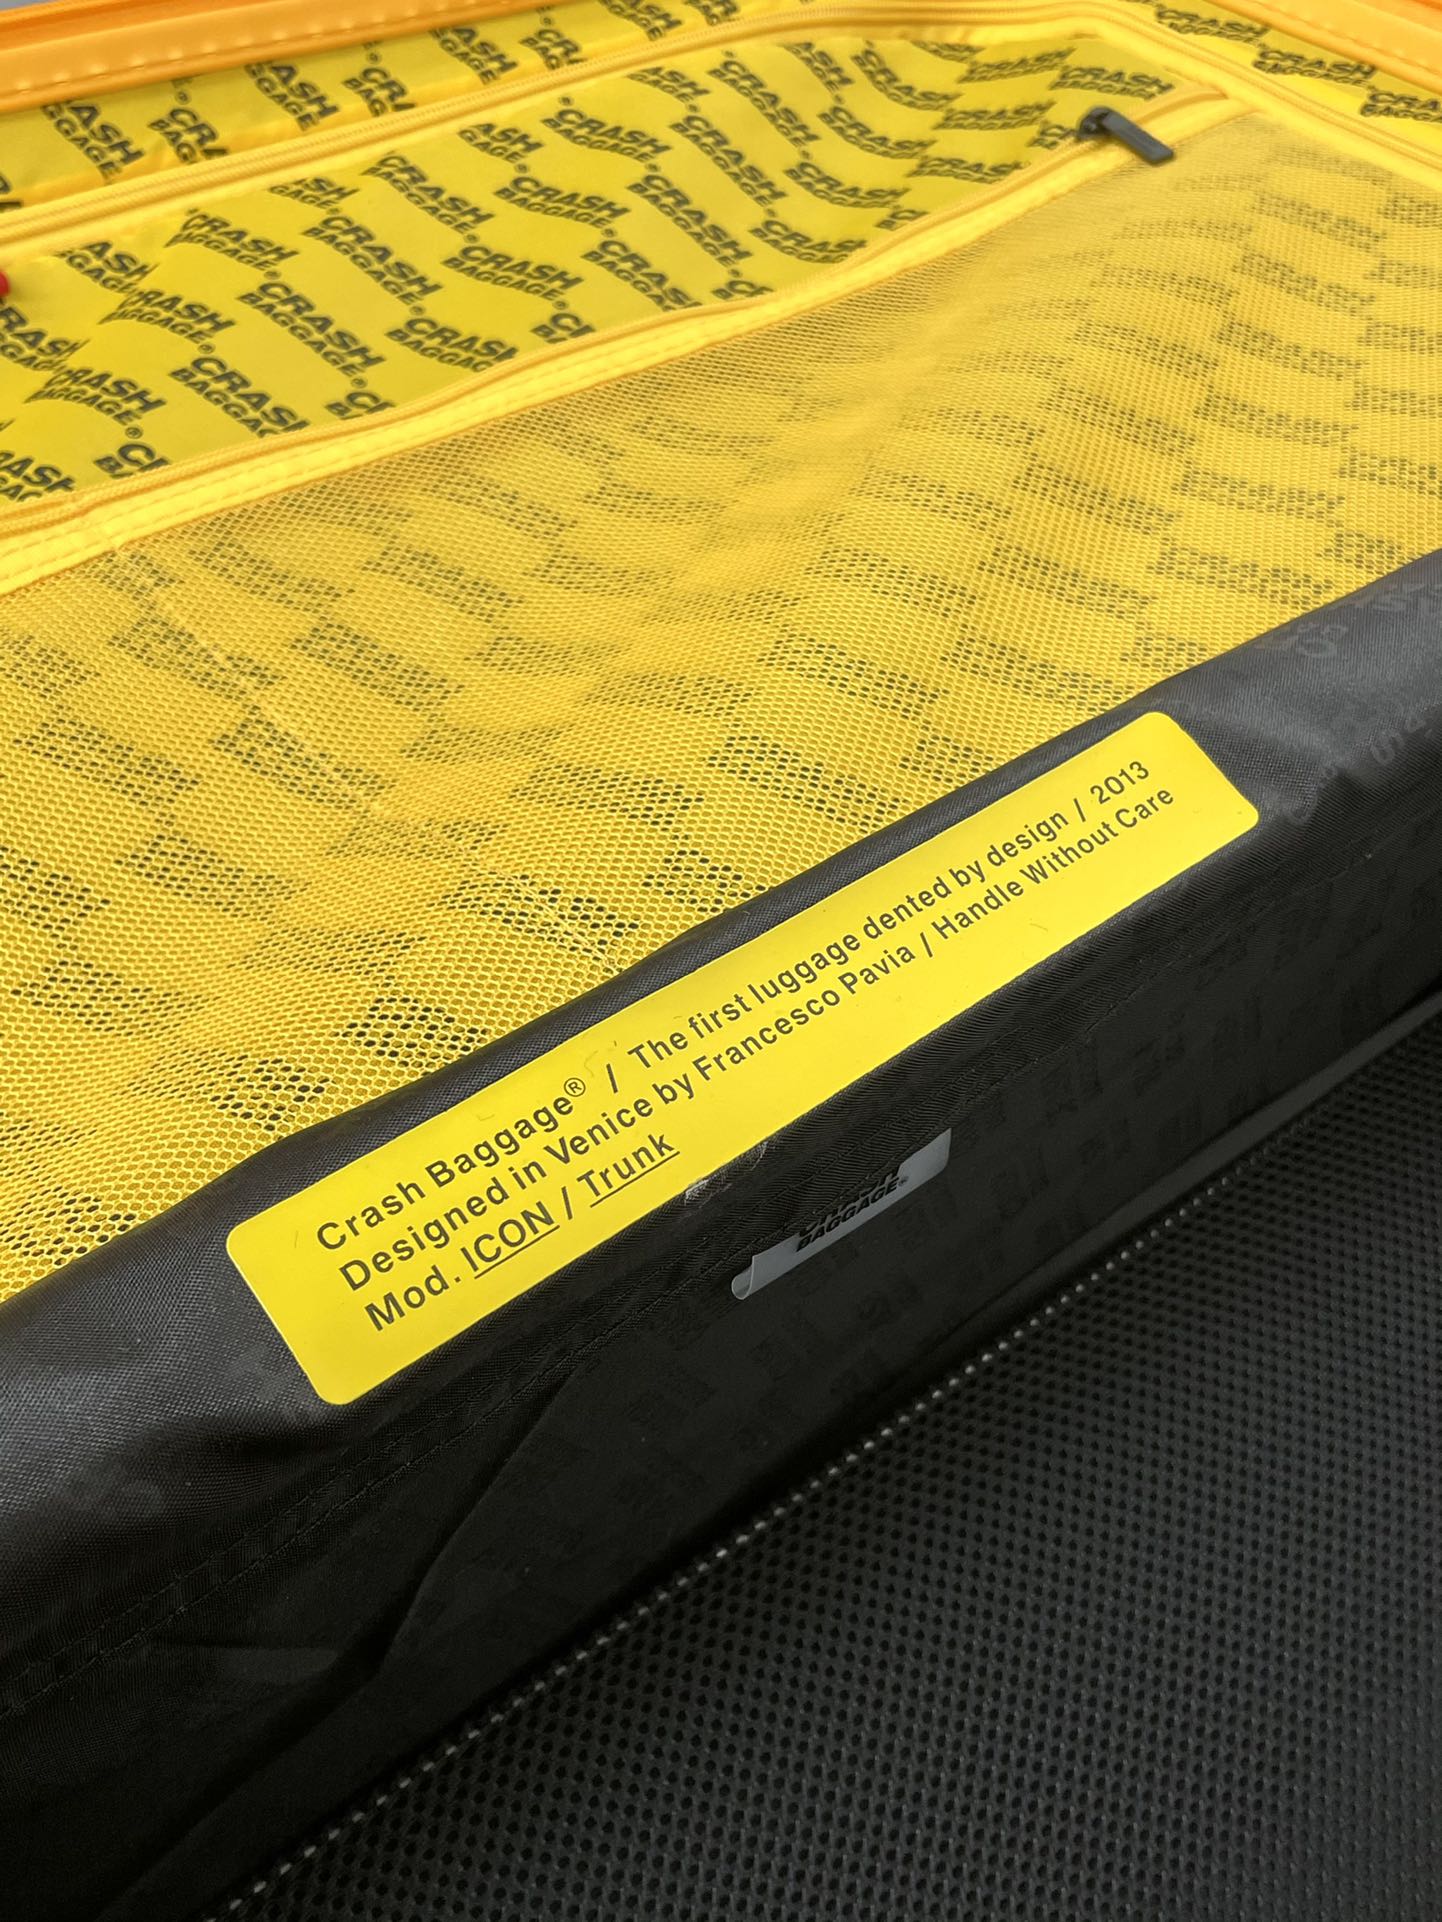 CRASH
BAGGAGE®
Crash Baggage® / The first luggage dented by design / 2013
Designed in Venice by Francesco Pavia / Handle Without Care
Mod. ICON / Trunk
BAGGAGE®